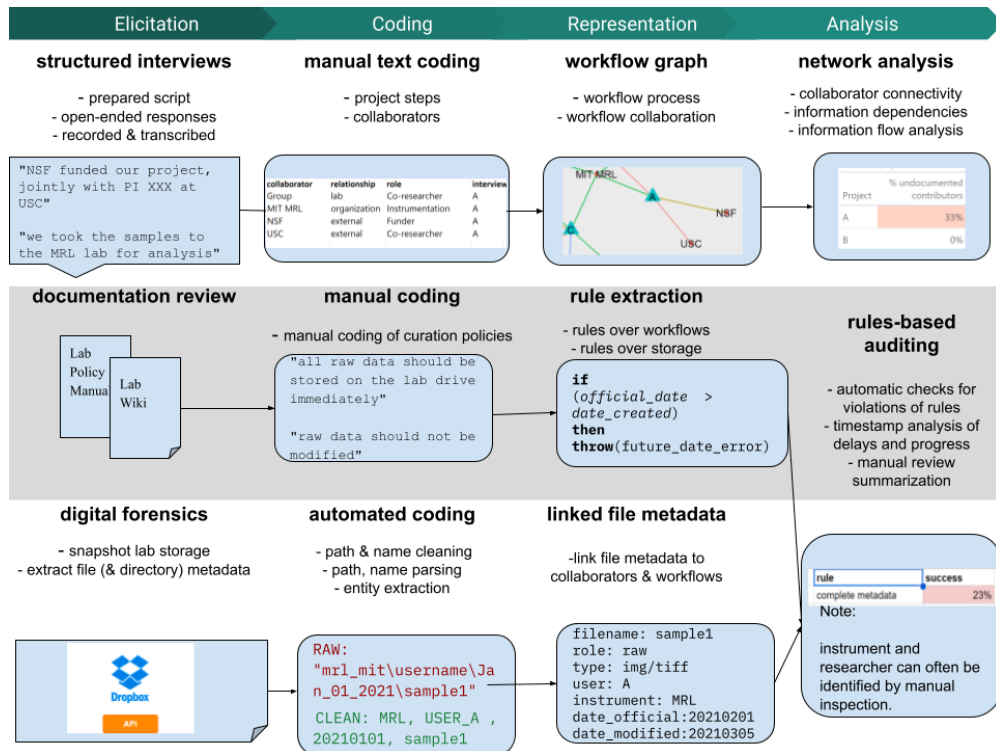 Elicitation
Coding
Representation
Analysis
structured interviews
- prepared script
- open-ended responses
- recorded & transcribed
manual text coding
- project steps
- collaborators
workflow graph
- workflow process
- workflow collaboration
network analysis
- collaborator connectivity
- information dependencies
- information flow analysis
"NSF funded our project,
jointly with PI XXX at
USC"
"we took the samples to
the MRL lab for analysis"
collaborator relationship role interview
Group lab Co-researcher A
MIT MRL organization Instrumentation A
NSF external Funder A
USC external Co-researcher A
MIT MRL
A
NSF
C
USC
% undocumented
Project contributors
A 33%
B 0%
documentation review
manual coding
- manual coding of curation policies
rule extraction
- rules over workflows
- rules over storage
rules-based
auditing
- automatic checks for
violations of rules
- timestamp analysis of
delays and progress
- manual review
summarization
Lab
Policy
Manual
Lab
Wiki
"all raw data should be
stored on the lab drive
immediately"
"raw data should not be
modified"
if
(official_date >
date_created)
then
throw(future_date_error)
digital forensics
- snapshot lab storage
- extract file (& directory) metadata
automated coding
- path & name cleaning
- path, name parsing
- entity extraction
linked file metadata
-link file metadata to
collaborators & workflows
Dropbox
API
RAW:
"mrl_mit\username\Ja
n_01_2021\sample1"
CLEAN: MRL, USER_A ,
20210101, sample1
filename: sample1
role: raw
type: img/tiff
user: A
instrument: MRL
date_official:20210201
date_modified:20210305
rule success
complete metadata 23%
Note:
instrument and
researcher can often be
identified by manual
inspection.